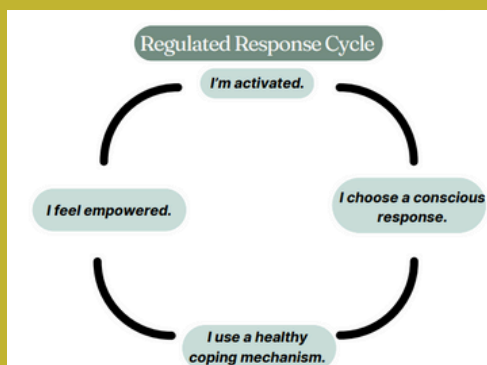 Regulated Response Cycle
I'm activated.
I choose a conscious
response.
I use a healthy
coping mechanism.
I feel empowered.